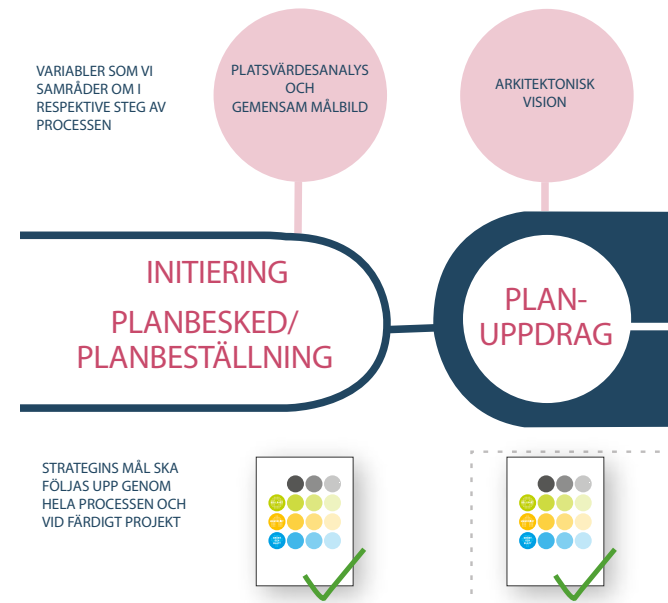 VARIABLER SOM VI
SAMRÅDER OM I
RESPEKTIVE STEG AV
PROCESSEN
PLATSVÄRDESANALYS
OCH
GEMENSAM MÅLBILD
ARKITEKTONISK
VISION
INITIERING
PLANBESKED/
PLANBESTÄLLNING
PLAN-
UPPDRAG
STRATEGINS MÅL SKA
FÖLJAS UPP GENOM
HELA PROCESSEN OCH
VID FÄRDIGT PROJEKT